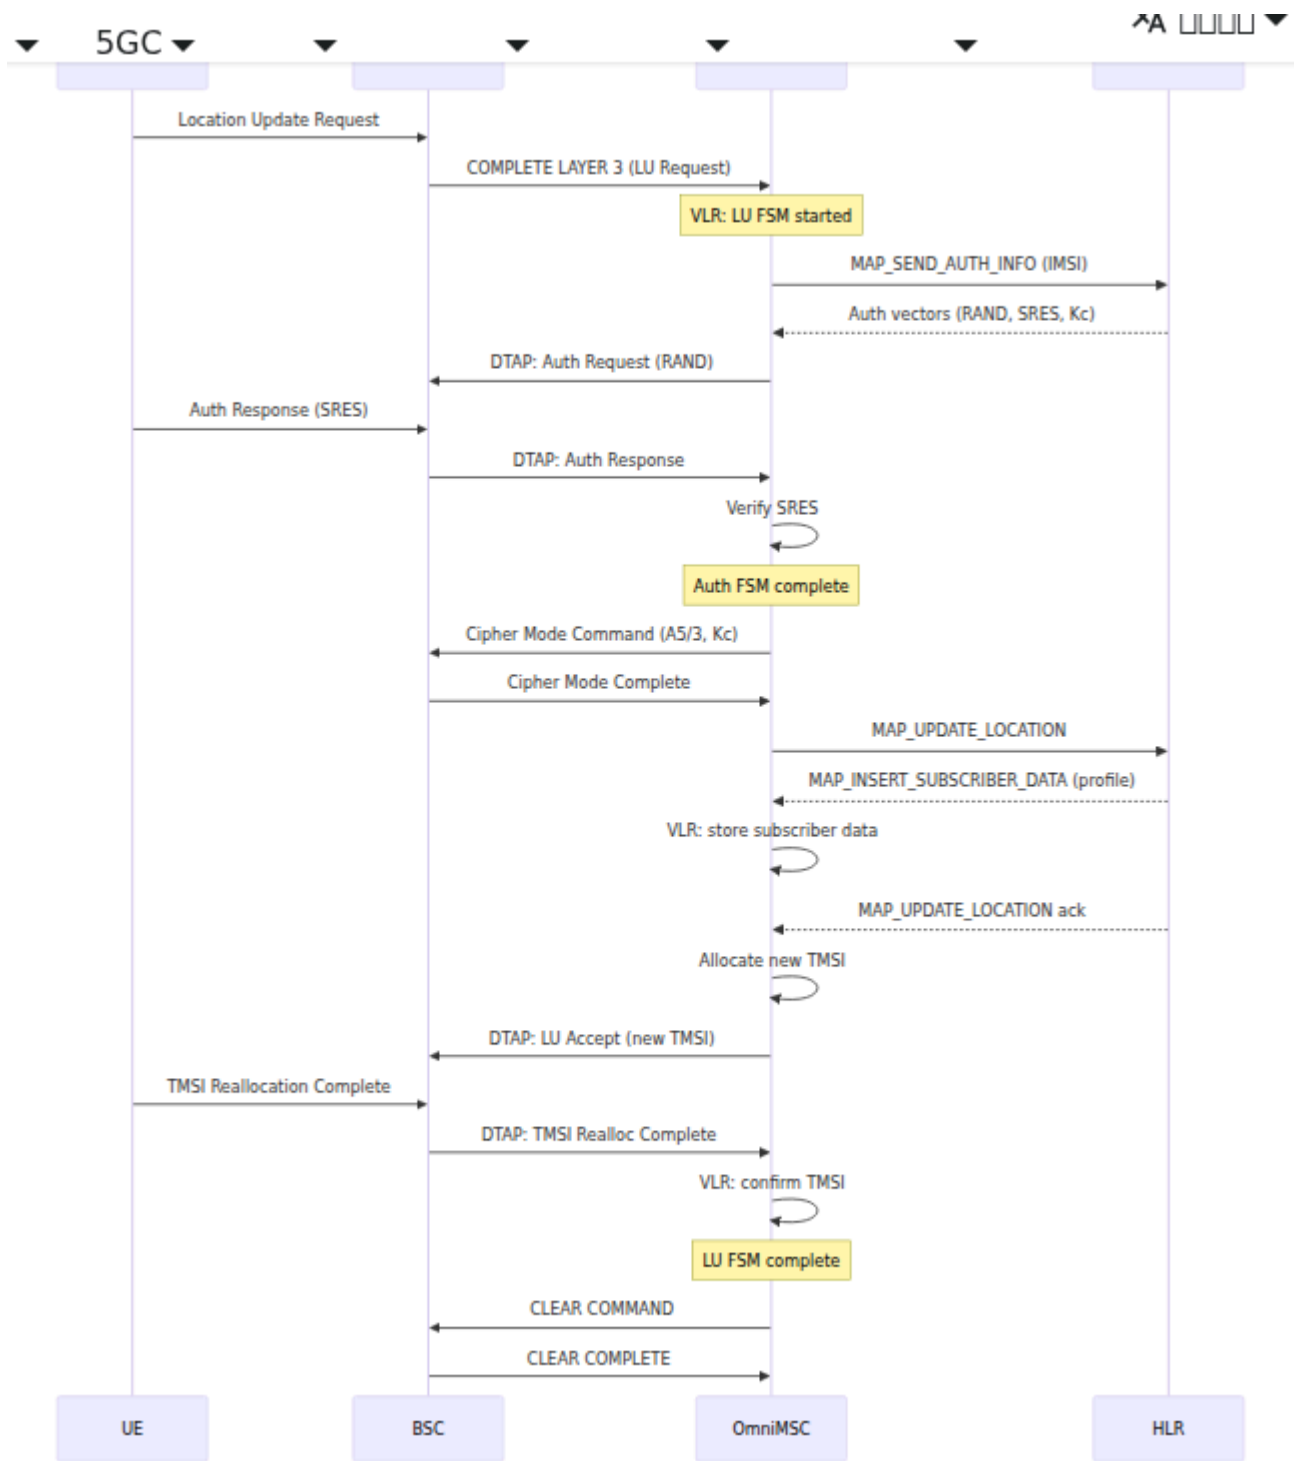 5GC
Location Update Request
COMPLETE LAYER 3 (LU Request)
VLR: LU FSM started
MAP_SEND_AUTH_INFO (IMSI)
Auth vectors (RAND, SRES, Kc)
DTAP: Auth Request (RAND)
Auth Response (SRES)
DTAP: Auth Response
Verify SRES
Auth FSM complete
Cipher Mode Command (A5/3, Kc)
Cipher Mode Complete
MAP_UPDATE_LOCATION
MAP_INSERT_SUBSCRIBER_DATA (profile)
VLR: store subscriber data
MAP_UPDATE_LOCATION ack
Allocate new TMSI
DTAP: LU Accept (new TMSI)
TMSI Reallocation Complete
DTAP: TMSI Realloc Complete
VLR: confirm TMSI
LU FSM complete
CLEAR COMMAND
CLEAR COMPLETE
UE
BSC
OmniMSC
HLR